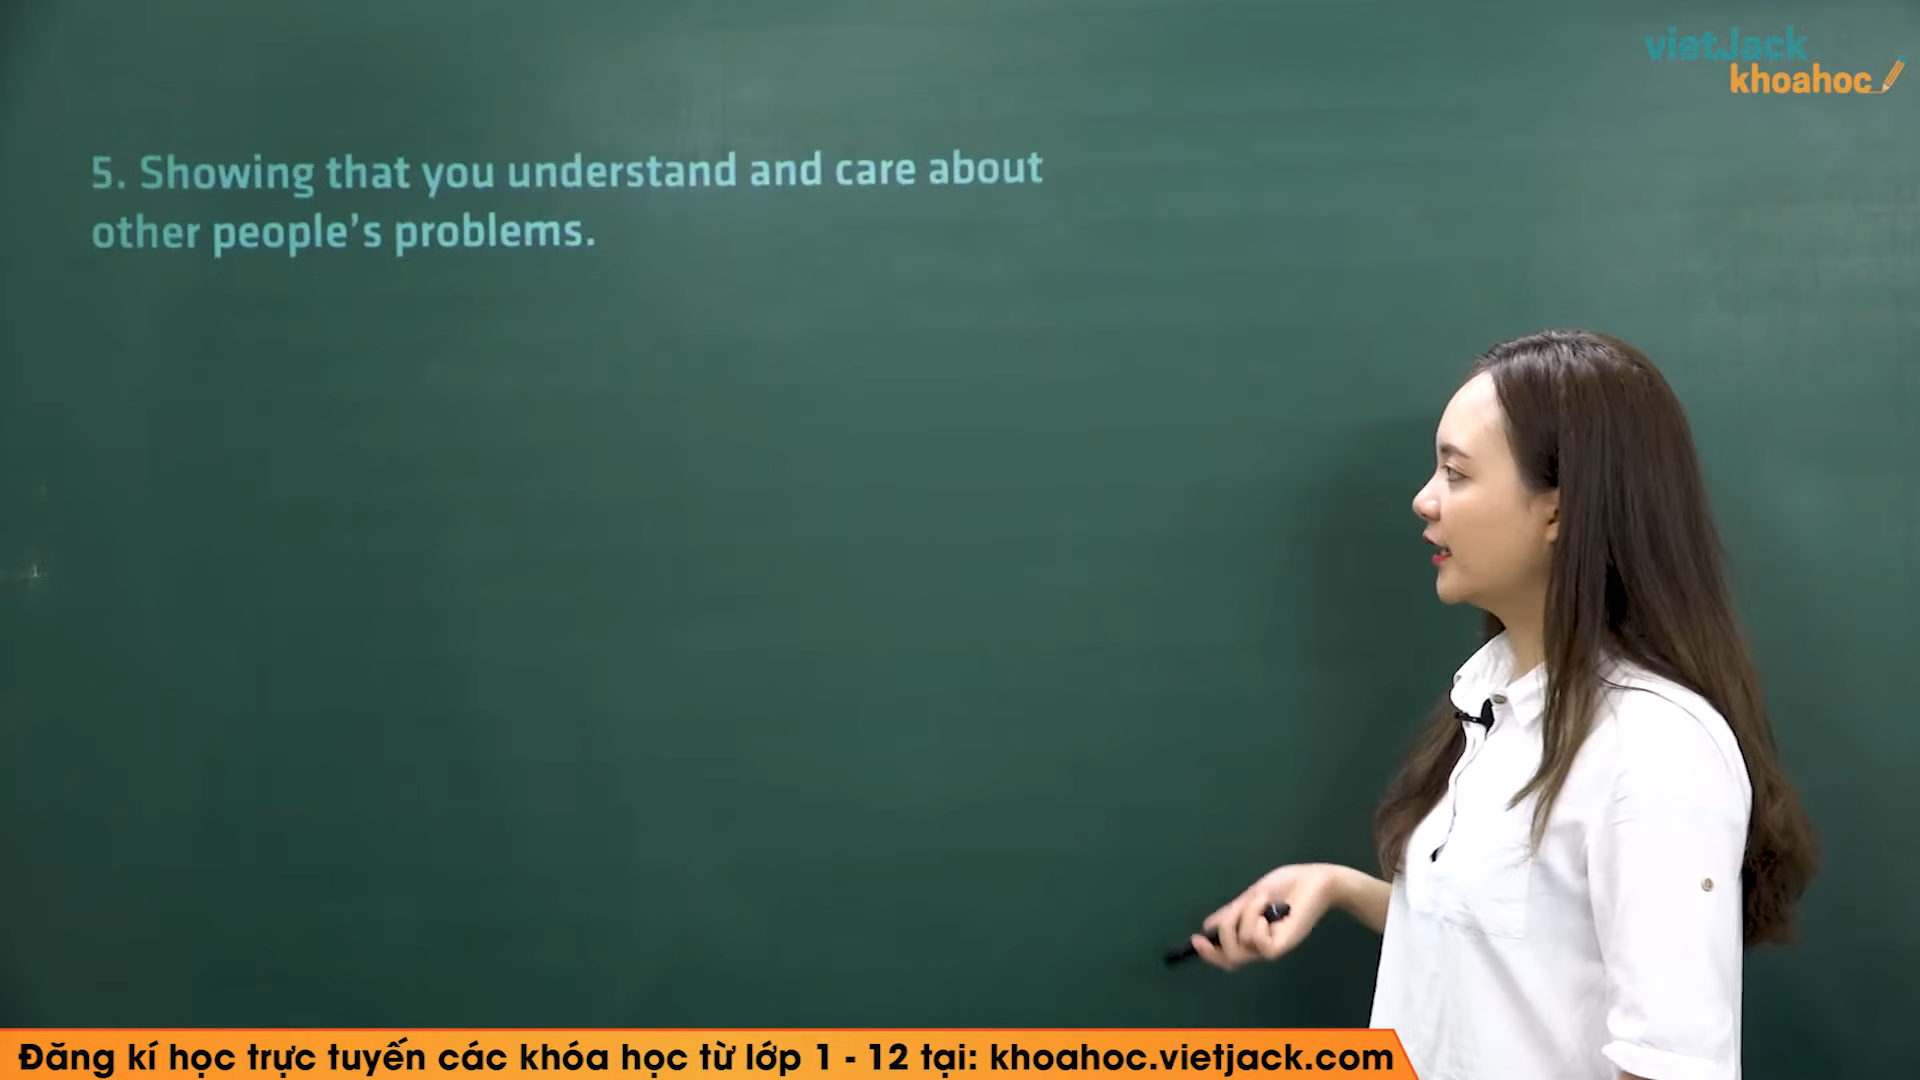 vietJack
khoahoc
5. Showing that you understand and care about
other people's problems.
Đăng kí học trực tuyến các khóa học từ lớp 1 - 12 tại: khoahoc.vietjack.com